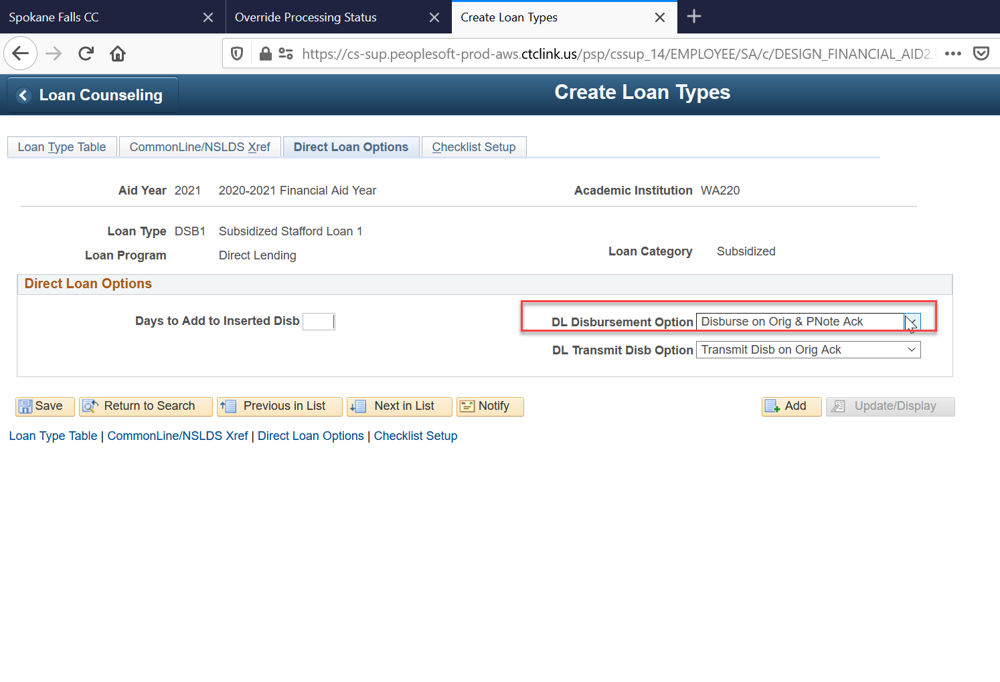 Spokane Falls CC
Override Processing Status
Create Loan Types
https://cs-sup.peoplesoft-prod-aws.ctclink.us/psp/cssup_14/EMPLOYEE/SA/c/DESIGN_FINANCIAL_AID2.
Loan Counseling
Create Loan Types
Loan Type Table
CommonLine/NSLDS Xref
Direct Loan Options
Checklist Setup
Aid Year 2021 2020-2021 Financial Aid Year
Academic Institution WA220
Loan Type DSB1 Subsidized Stafford Loan 1
Loan Program Direct Lending
Loan Category Subsidized
Direct Loan Options
Days to Add to Inserted Disb
DL Disbursement Option Disburse on Orig & PNote Ack
DL Transmit Disb Option Transmit Disb on Orig Ack
Save
Return to Search
Previous in List
Next in List
Notify
Add
Update/Display
Loan Type Table | CommonLine/NSLDS Xref | Direct Loan Options | Checklist Setup